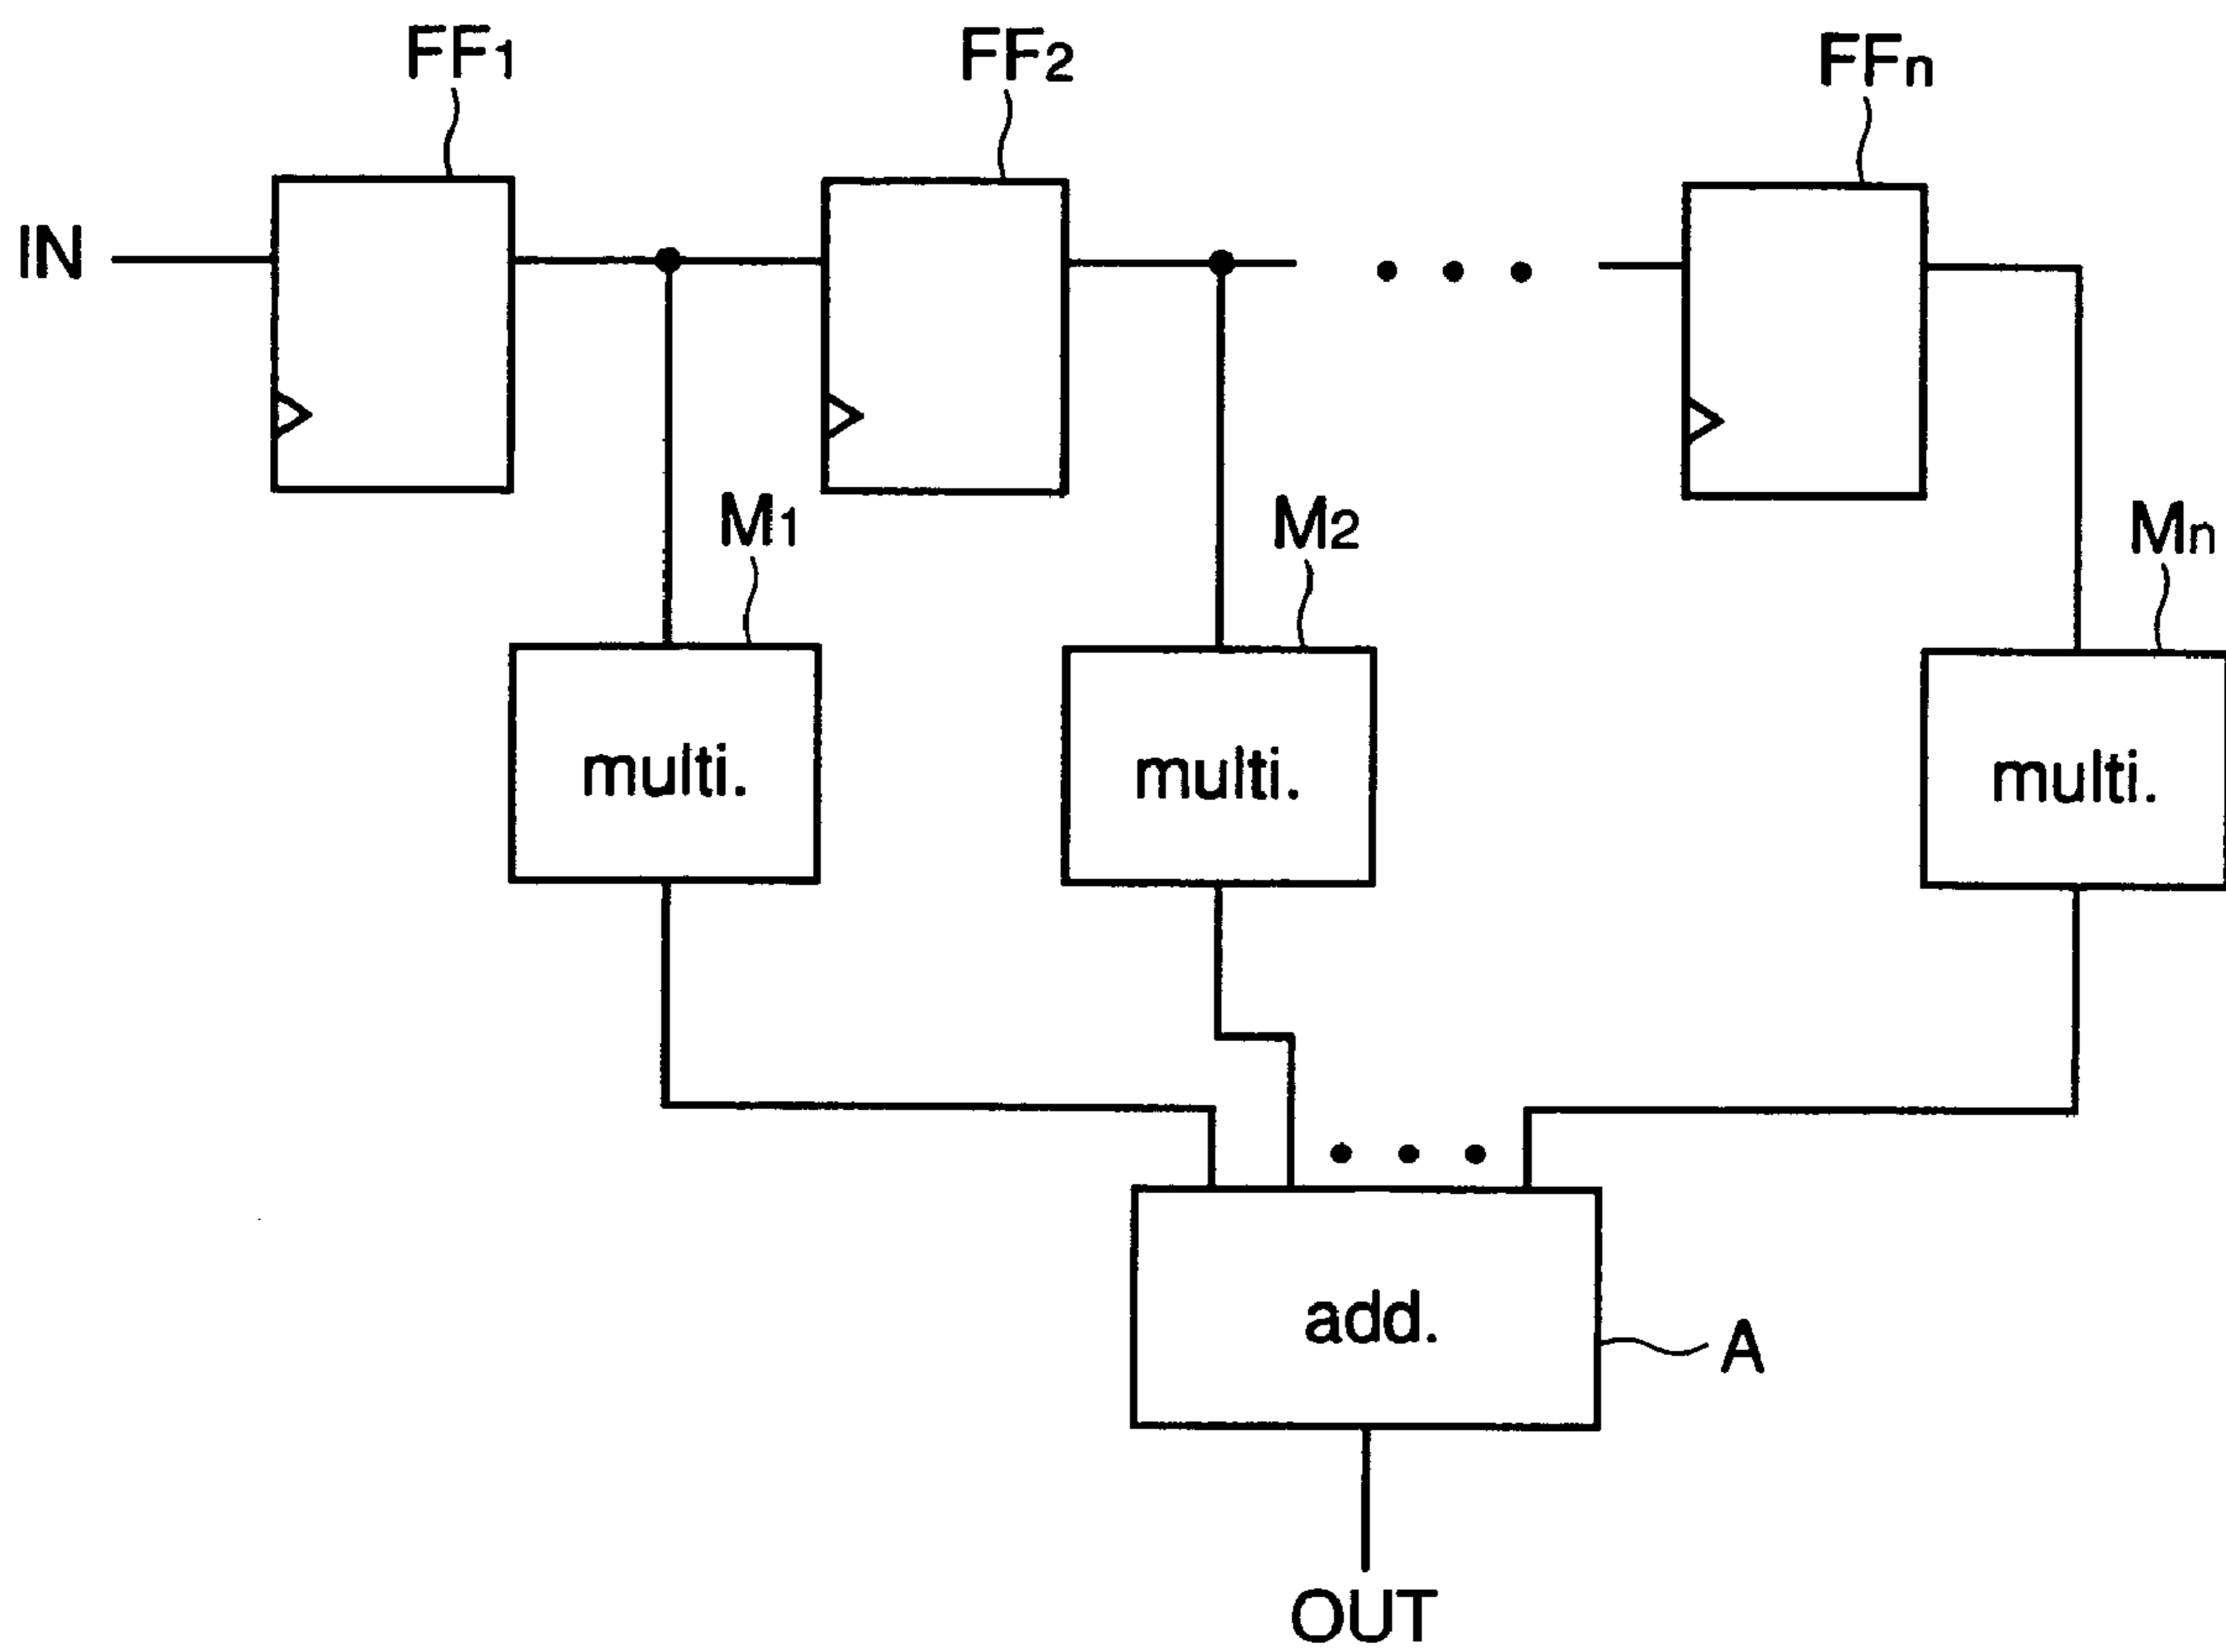 FF1 FF2 FFn
IN
M1 M2 Mn
multi. multi. multi.
add.
A
OUT